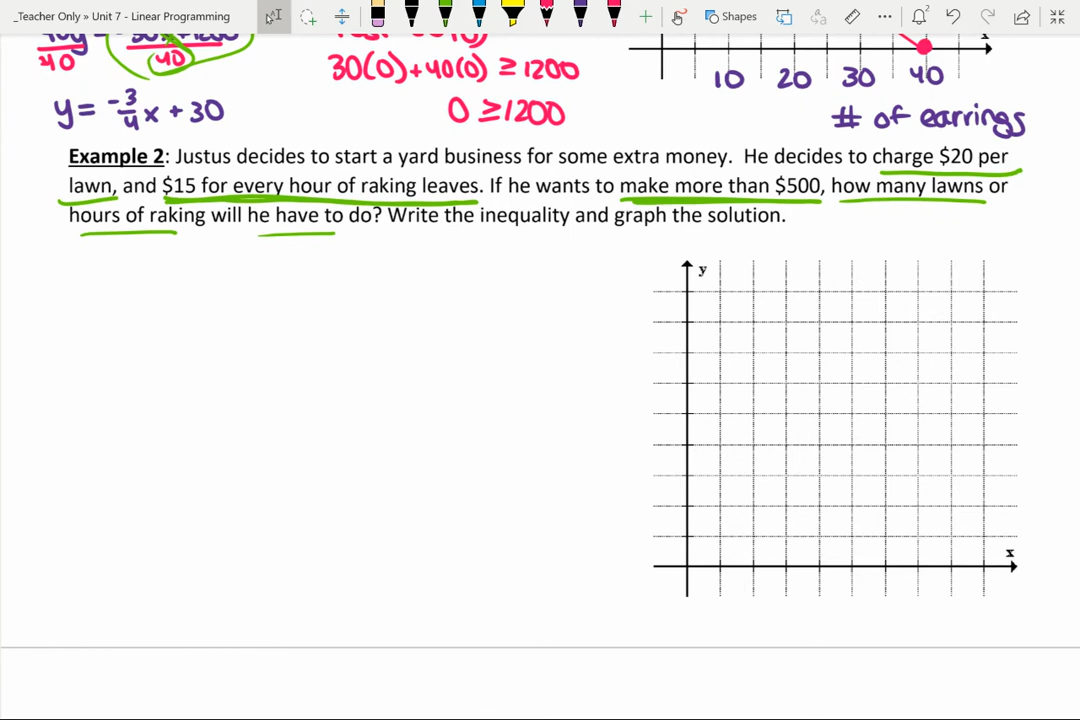 _Teacher Only » Unit 7 - Linear Programming
Shapes
2
40
40
30(0)+40(0) ≥1200
0 ≥1200
y= -3/4 x + 30
x
10 20 30 40
# of earrings
Example 2: Justus decides to start a yard business for some extra money. He decides to charge $20 per
lawn, and $15 for every hour of raking leaves. If he wants to make more than $500, how many lawns or
hours of raking will he have to do? Write the inequality and graph the solution.
y
x